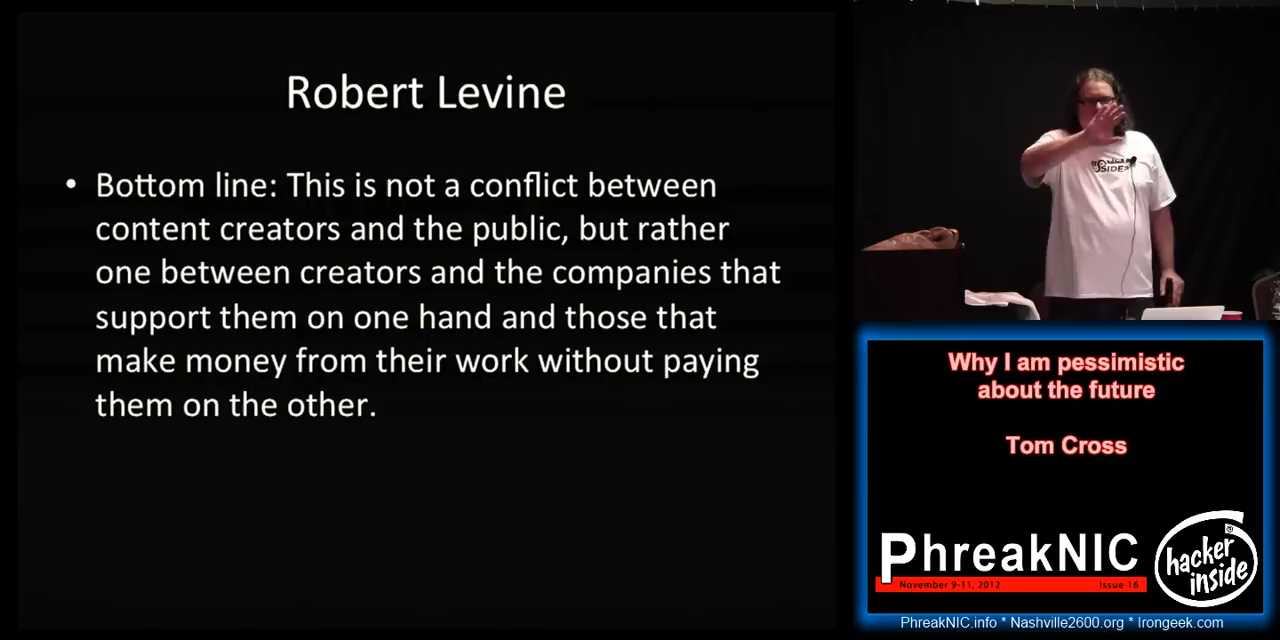 Robert Levine
• Bottom line: This is not a conflict between
content creators and the public, but rather
one between creators and the companies that
support them on one hand and those that
make money from their work without paying
them on the other.
SIDES
Why I am pessimistic
about the future
Tom Cross
PhreakNIC
November 9-11, 2012 Issue 16
hacker
inside
PhreakNIC.info * Nashville2600.org * Irongeek.com